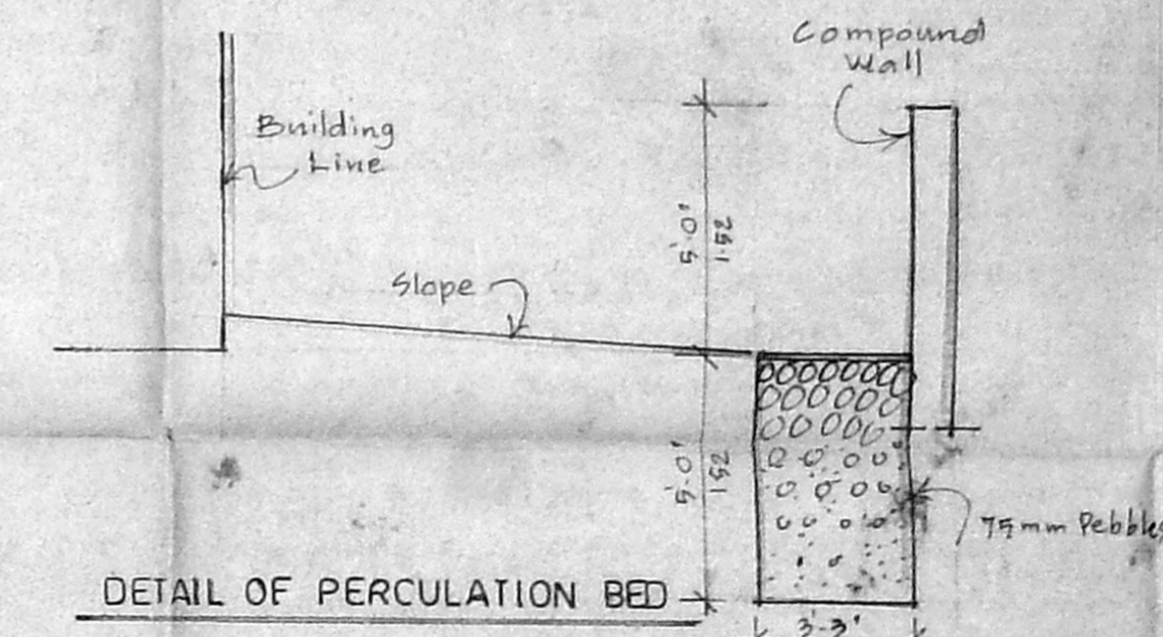 Compound
Wall
Building
Line
5'-0"
1.52
Slope
5'-0"
1.52
75mm Pebbles
DETAIL OF PERCULATION BED
3'-3"